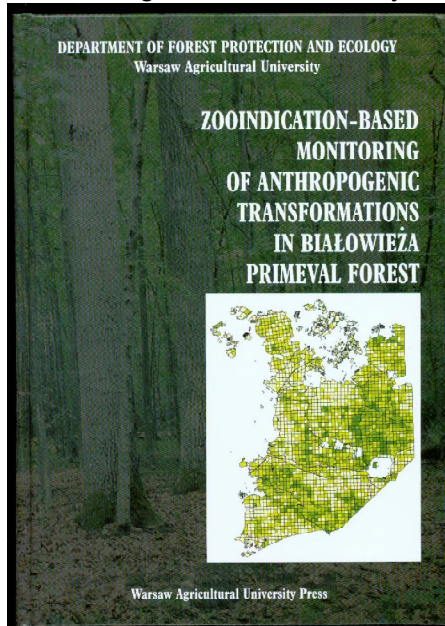 DEPARTMENT OF FOREST PROTECTION AND ECOLOGY
Warsaw Agricultural University
ZOOINDICATION-BASED
MONITORING
OF ANTHROPOGENIC
TRANSFORMATIONS
IN BIAŁOWIEŻA
PRIMEVAL FOREST
Warsaw Agricultural University Press